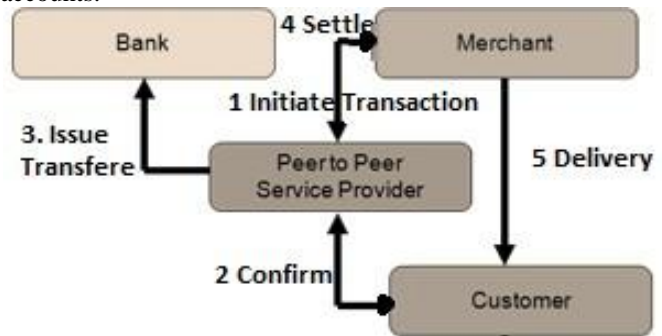 accounts.
4 Settle
Bank
Merchant
1 Initiate Transaction
3. Issue
Transfere
Peer to Peer
Service Provider
5 Delivery
2 Confirm
Customer